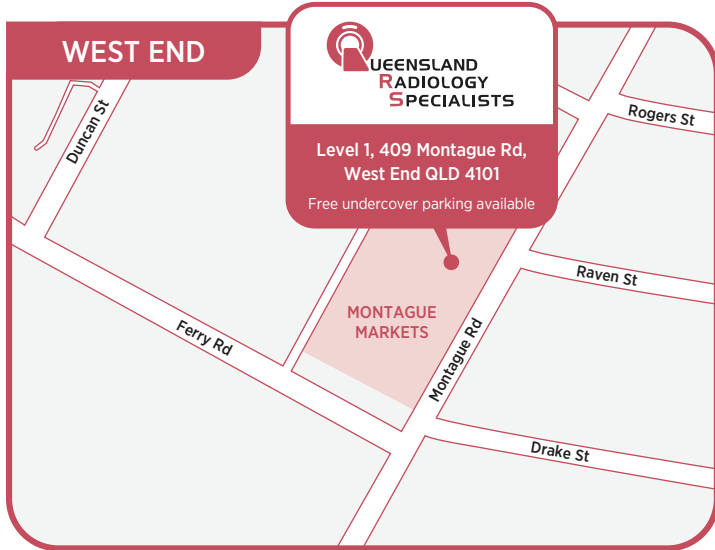 WEST END
QUEENSLAND
RADIOLOGY
SPECIALISTS
Level 1, 409 Montague Rd,
West End QLD 4101
Free undercover parking available
Duncan St
Rogers St
Raven St
MONTAGUE
MARKETS
Ferry Rd
Montague Rd
Drake St